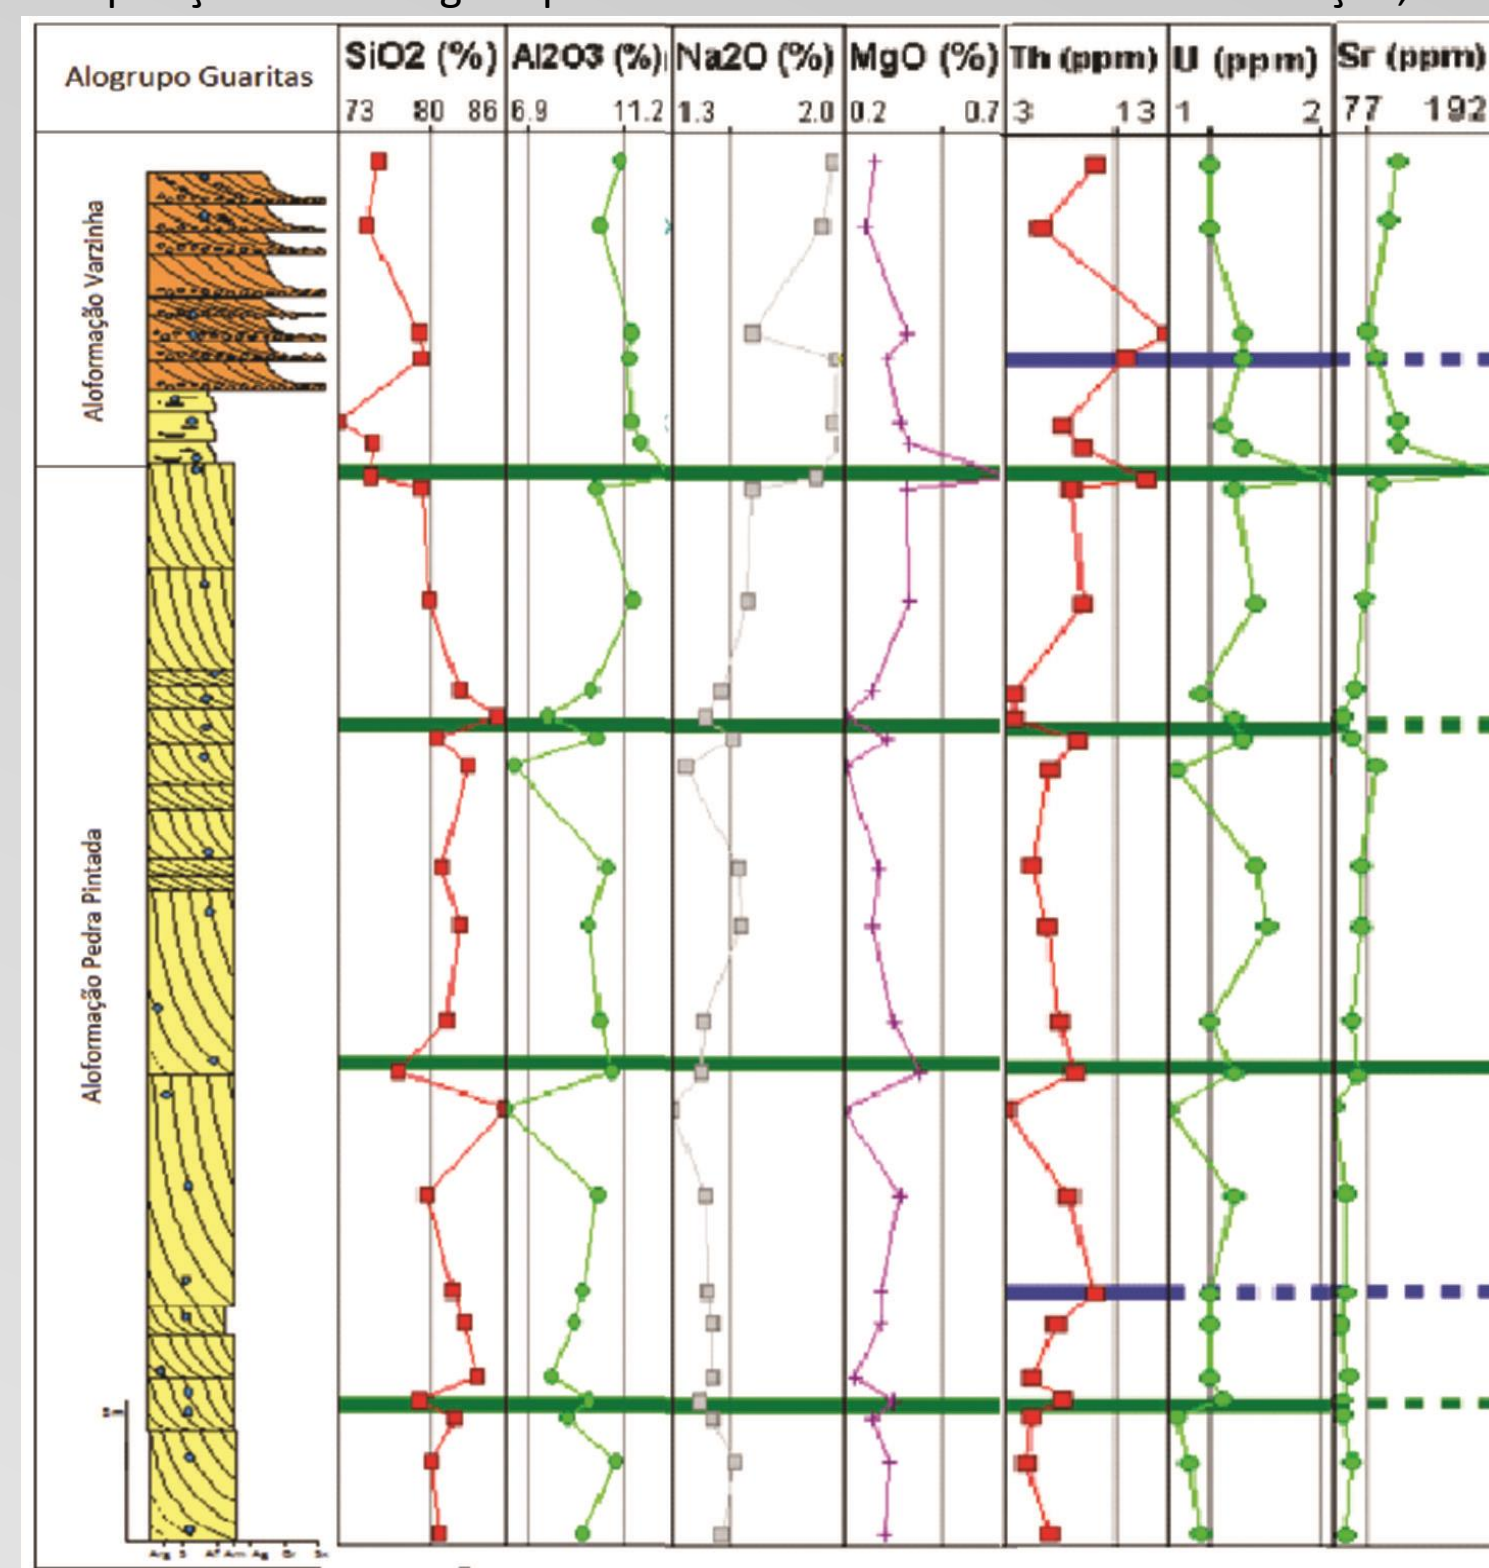 Alogrupo Guaritas
SiO2 (%) Al2O3 (%) Na2O (%) MgO (%) Th (ppm) U (ppm) Sr (ppm)
73 80 86 6.9 11.2 1.3 2.0 0.2 0.7 3 13 1 2 77 192
Aloformação Varzinha
Aloformação Pedra Pintada